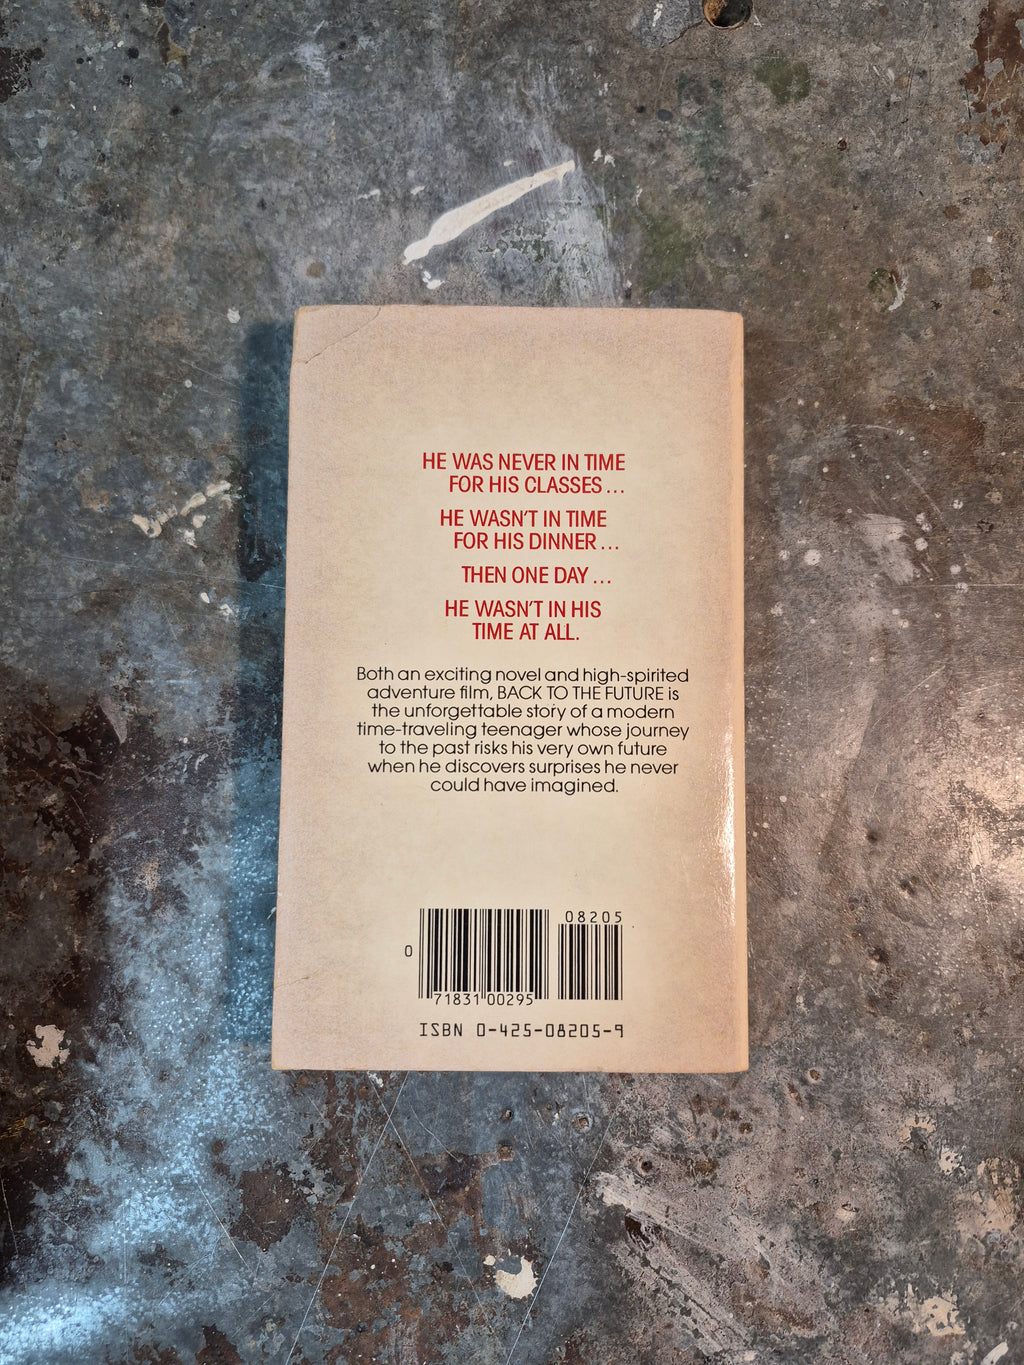 HE WAS NEVER IN TIME
FOR HIS CLASSES...
HE WASN'T IN TIME
FOR HIS DINNER...
THEN ONE DAY...
HE WASN'T IN HIS
TIME AT ALL.
Both an exciting novel and high-spirited
adventure film, BACK TO THE FUTURE is
the unforgettable story of a modern
time-traveling teenager whose journey
to the past risks his very own future
when he discovers surprises he never
could have imagined.
08205
0
71831 00295
ISBN 0-425-08205-9